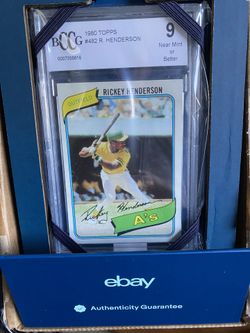 BCCG
1980 TOPPS
#482 R. HENDERSON
9
Near Mint
or
Better
OUTFIELD
RICKEY HENDERSON
Rickey Henderson
A's
ebay
Authenticity Guarantee